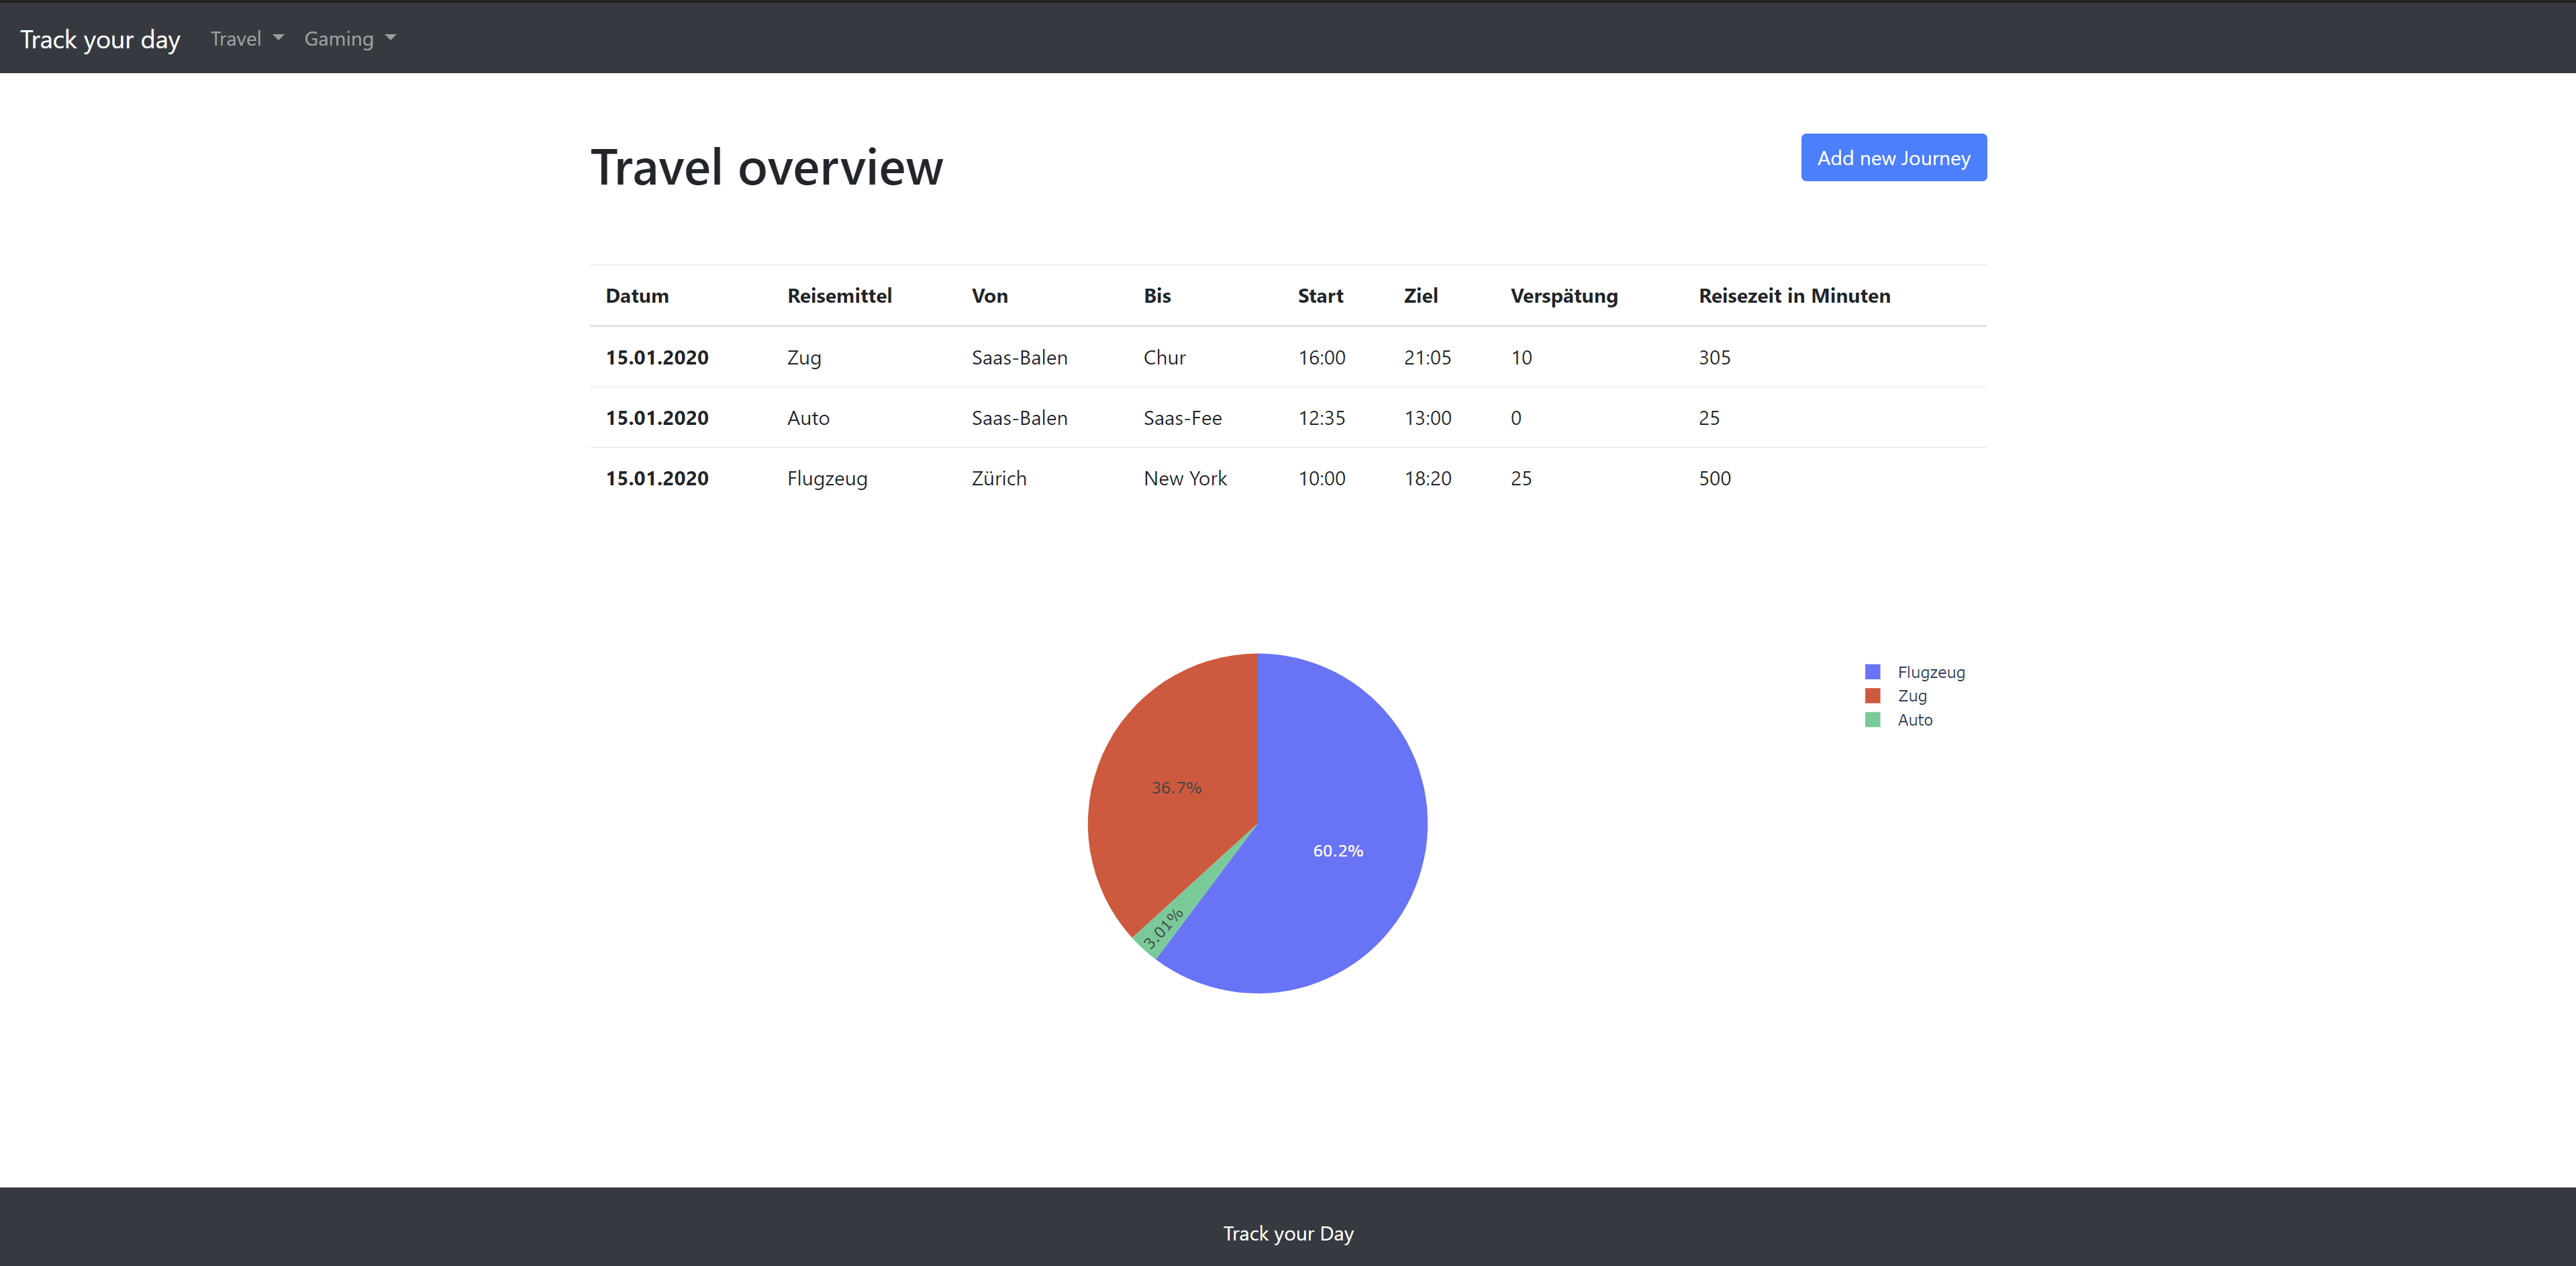 Track your day Travel Gaming
Travel overview
Add new Journey
Datum Reisemittel Von Bis Start Ziel Verspätung Reisezeit in Minuten
15.01.2020 Zug Saas-Balen Chur 16:00 21:05 10 305
15.01.2020 Auto Saas-Balen Saas-Fee 12:35 13:00 0 25
15.01.2020 Flugzeug Zürich New York 10:00 18:20 25 500
Flugzeug
Zug
Auto
36.7%
60.2%
3.01%
Track your Day